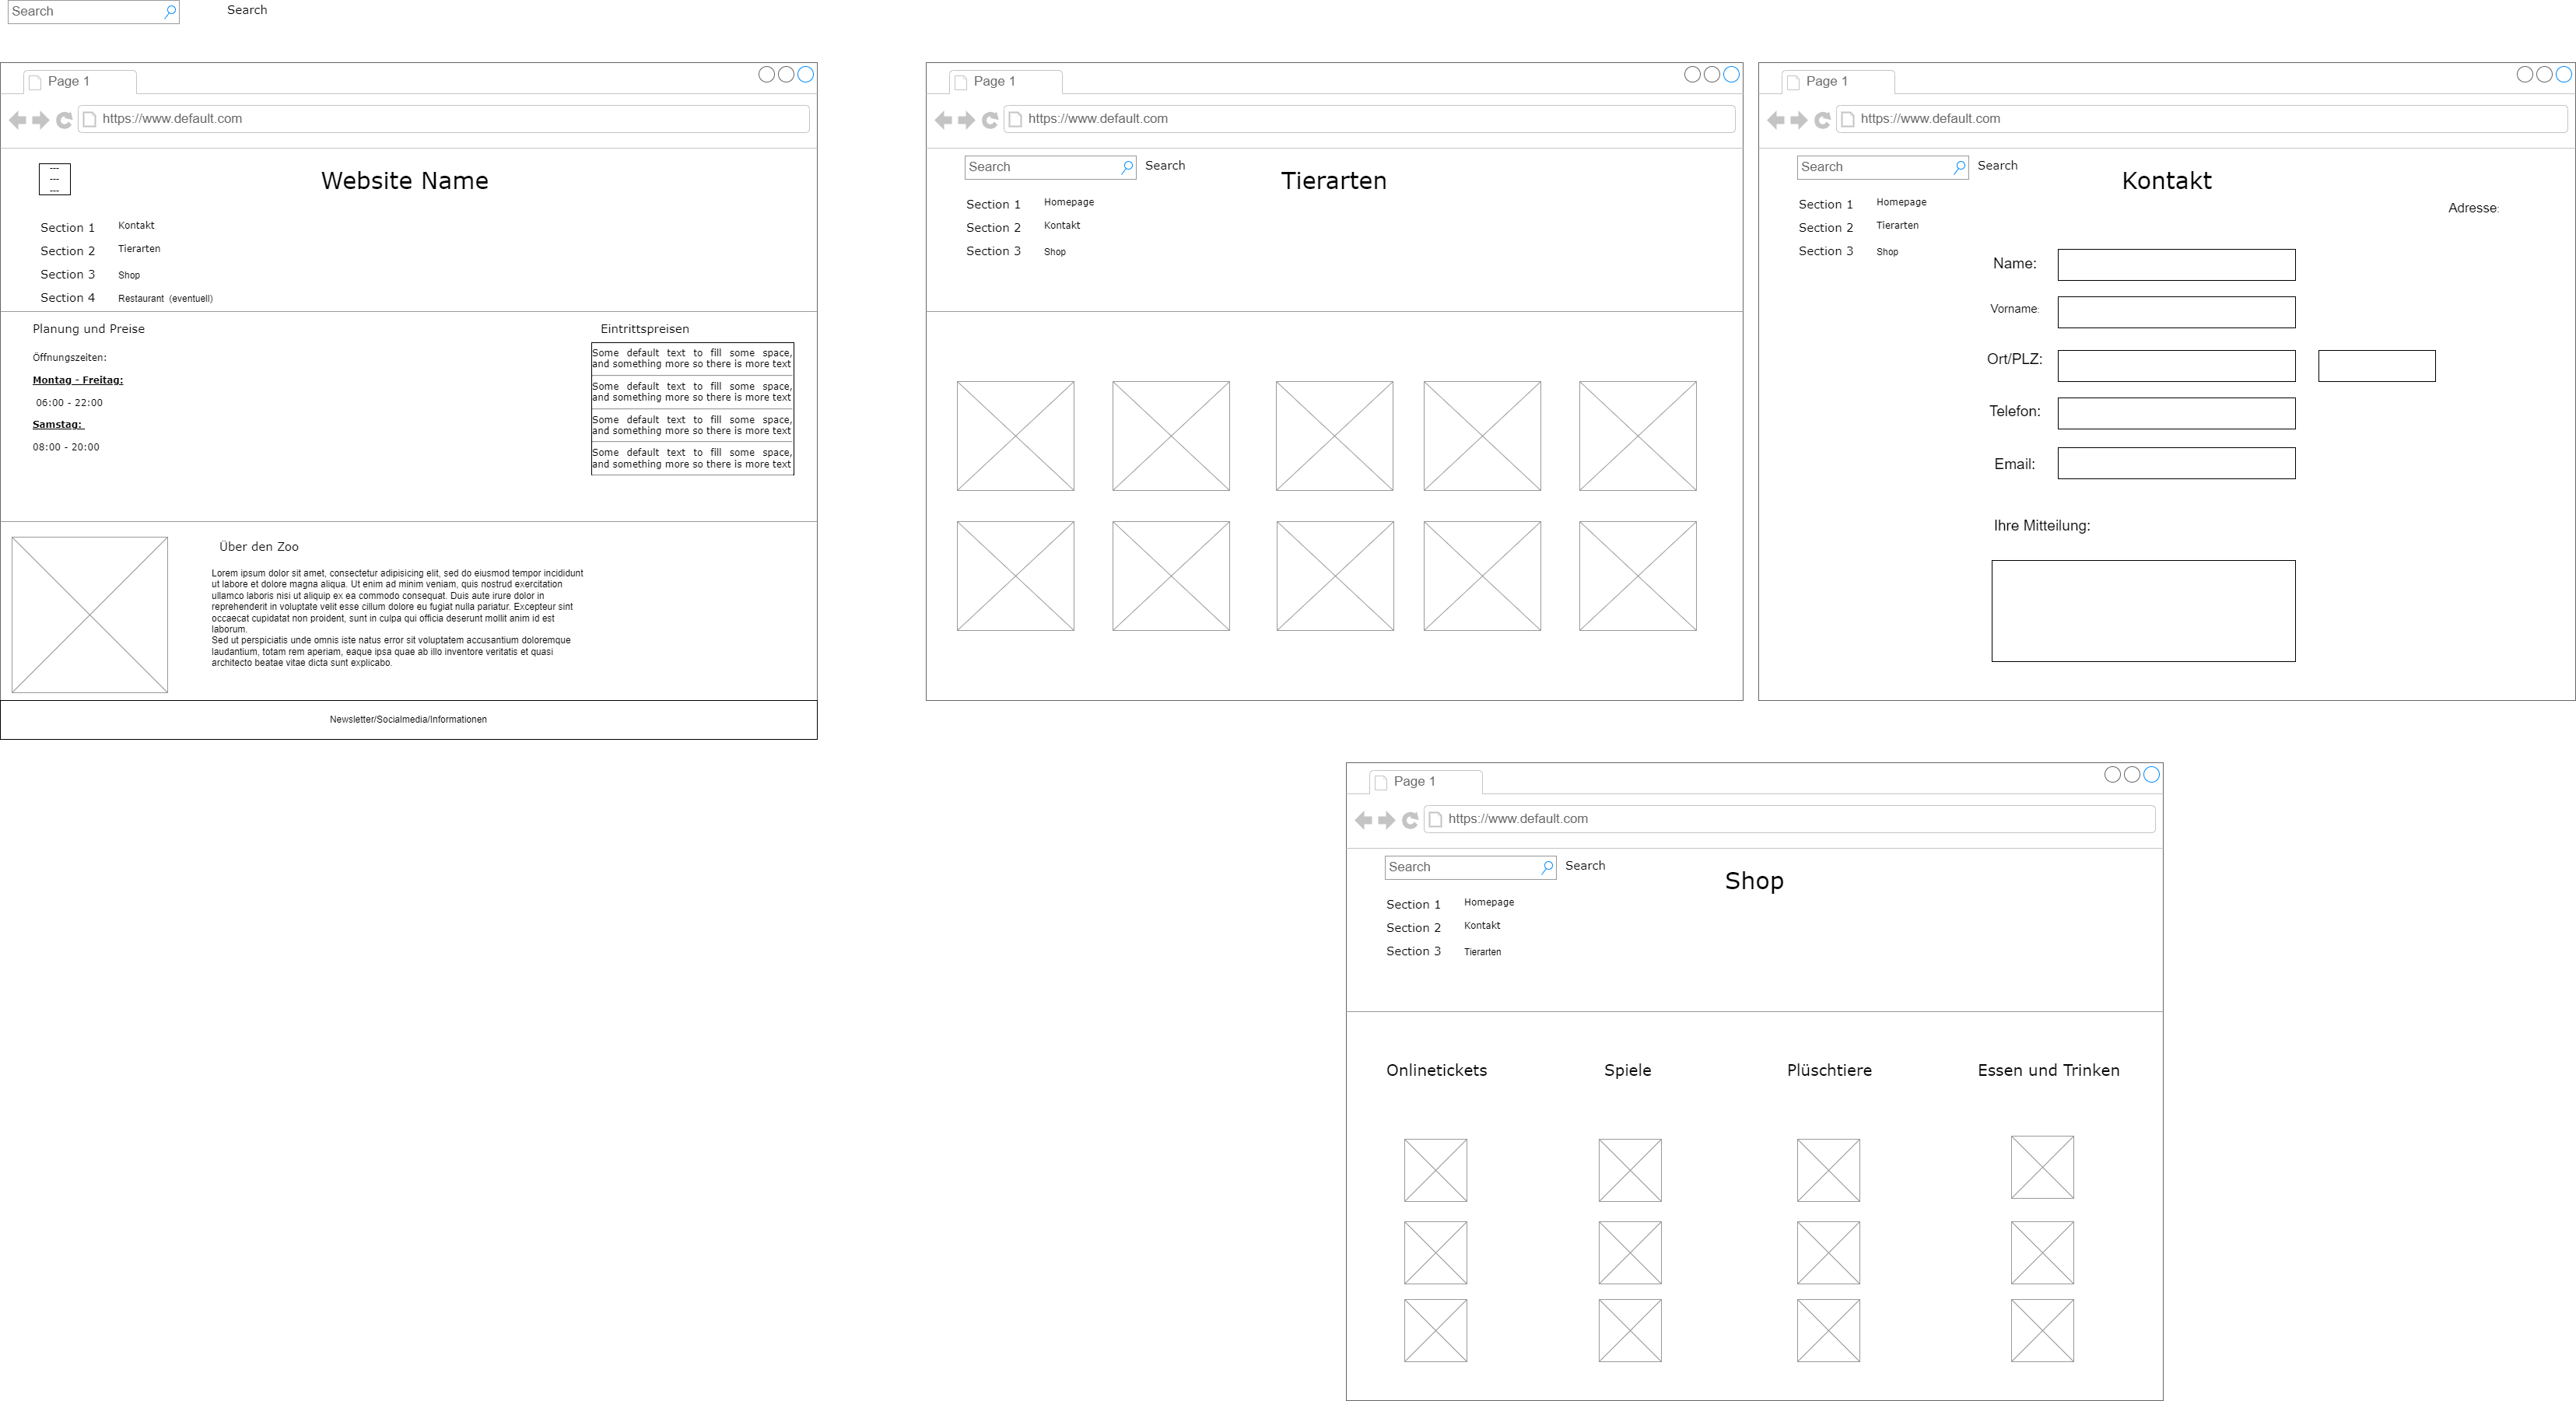 Search
Search
Page 1
https://www.default.com
---
---
---
Website Name
Section 1
Kontakt
Section 2
Tierarten
Section 3
Shop
Section 4
Restaurant (eventuell)
Planung und Preise
Öffnungszeiten:
Montag - Freitag:
06:00 - 22:00
Samstag:
08:00 - 20:00
Eintrittspreisen
Some default text to fill some space,
and something more so there is more text
Some default text to fill some space,
and something more so there is more text
Some default text to fill some space,
and something more so there is more text
Some default text to fill some space,
and something more so there is more text
Über den Zoo
Lorem ipsum dolor sit amet, consectetur adipisicing elit, sed do eiusmod tempor incididunt
ut labore et dolore magna aliqua. Ut enim ad minim veniam, quis nostrud exercitation
ullamco laboris nisi ut aliquip ex ea commodo consequat. Duis aute irure dolor in
reprehenderit in voluptate velit esse cillum dolore eu fugiat nulla pariatur. Excepteur sint
occaecat cupidatat non proident, sunt in culpa qui officia deserunt mollit anim id est
laborum.
Sed ut perspiciatis unde omnis iste natus error sit voluptatem accusantium doloremque
laudantium, totam rem aperiam, eaque ipsa quae ab illo inventore veritatis et quasi
architecto beatae vitae dicta sunt explicabo.
Newsletter/Socialmedia/Informationen
Page 1
https://www.default.com
Search
Search
Tierarten
Section 1
Homepage
Section 2
Kontakt
Section 3
Shop
Page 1
https://www.default.com
Search
Search
Kontakt
Section 1
Homepage
Section 2
Tierarten
Section 3
Shop
Adresse:
Name:
Vorname:
Ort/PLZ:
Telefon:
Email:
Ihre Mitteilung:
Page 1
https://www.default.com
Search
Search
Shop
Section 1
Homepage
Section 2
Kontakt
Section 3
Tierarten
Onlinetickets
Spiele
Plüschtiere
Essen und Trinken